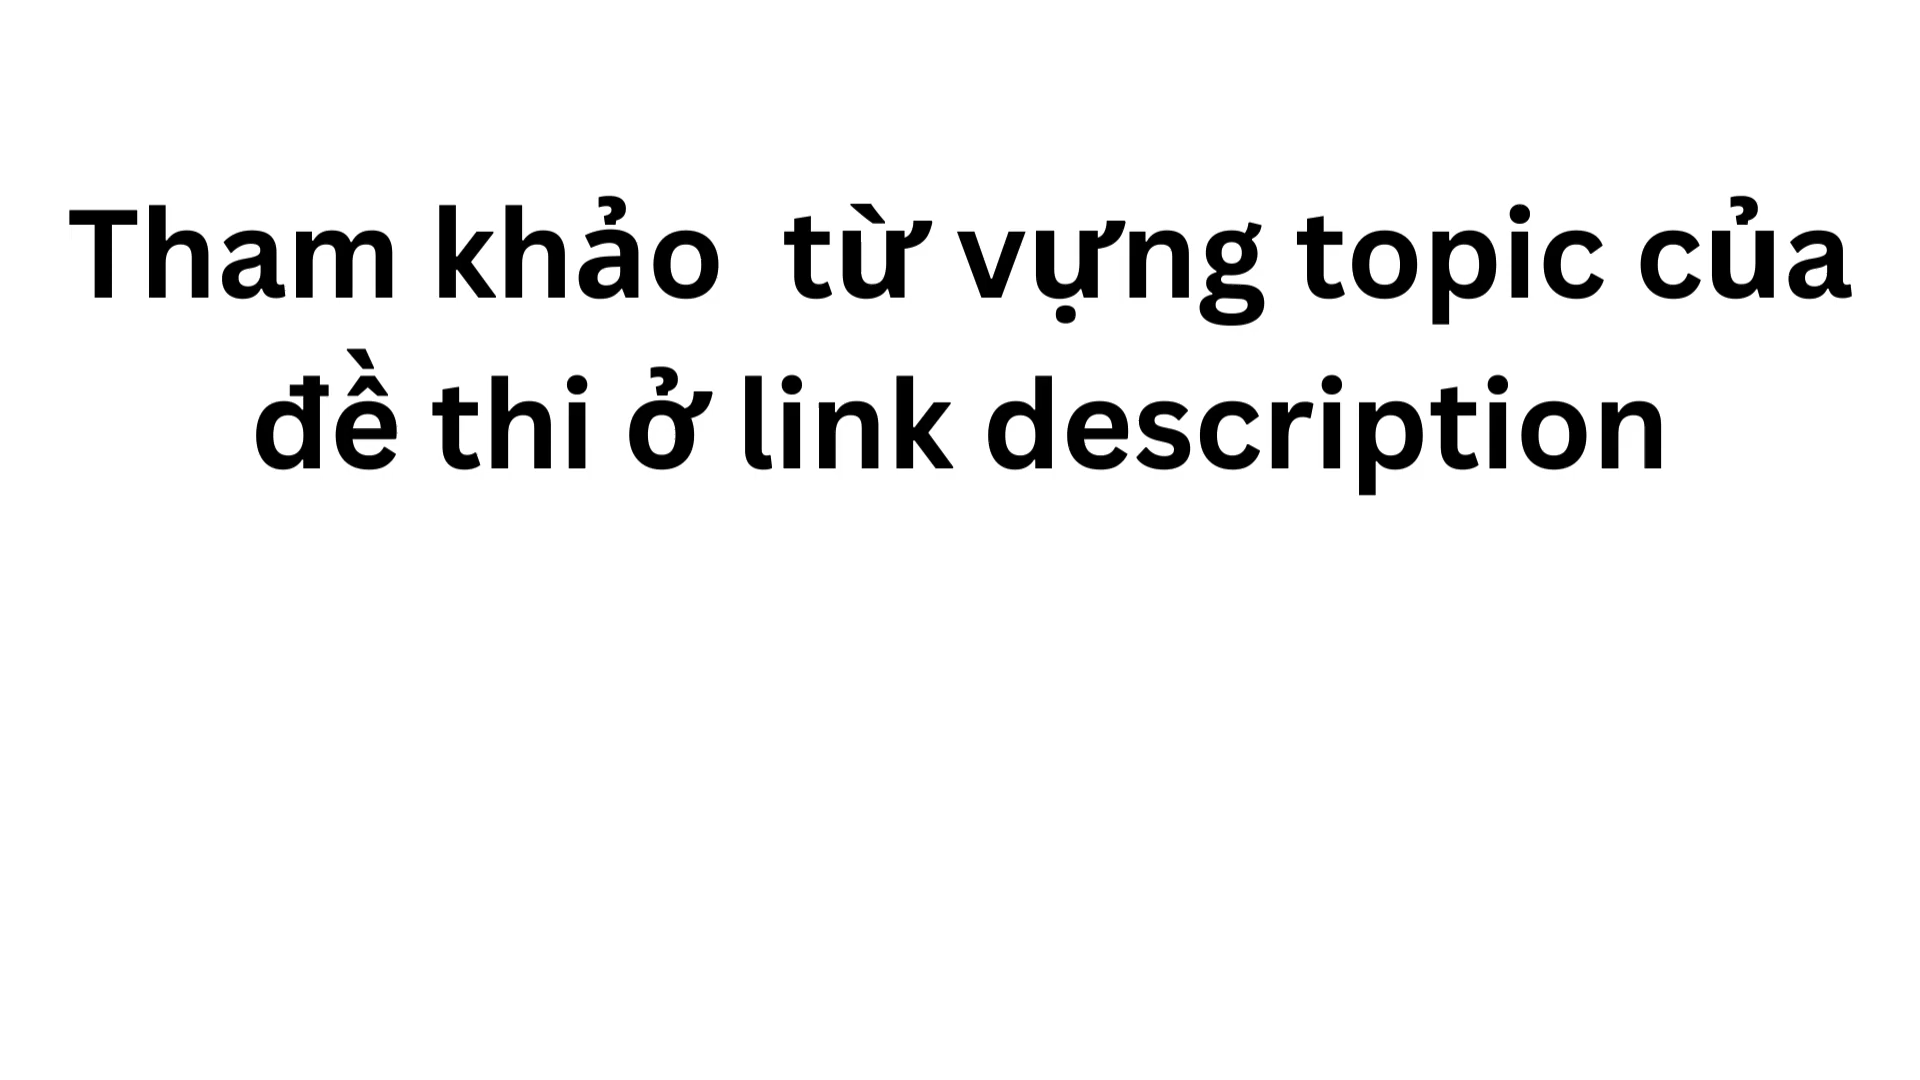 Tham khảo  từ vựng topic của
đề thi ở link description